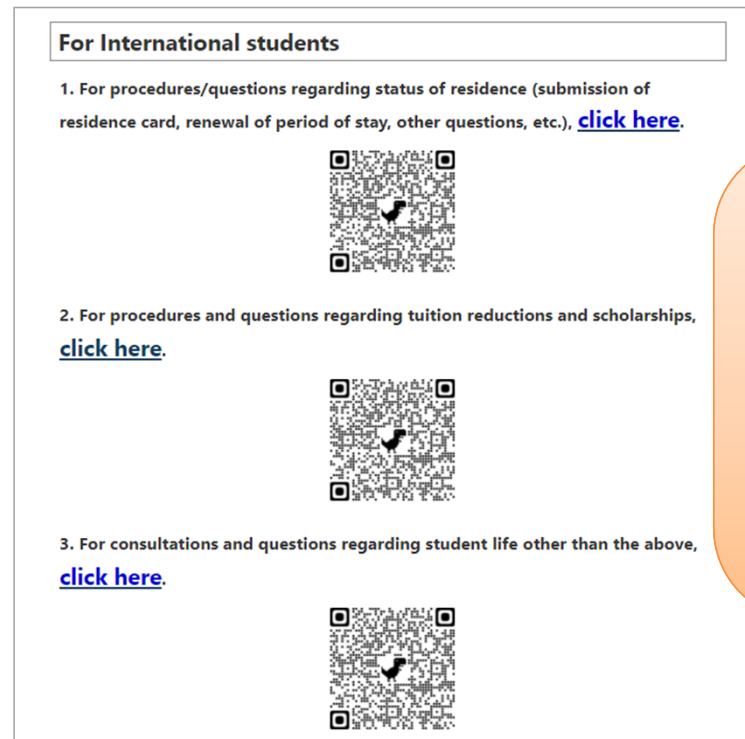 For International students
1. For procedures/questions regarding status of residence (submission of
residence card, renewal of period of stay, other questions, etc.), click here.
2. For procedures and questions regarding tuition reductions and scholarships,
click here.
3. For consultations and questions regarding student life other than the above,
click here.